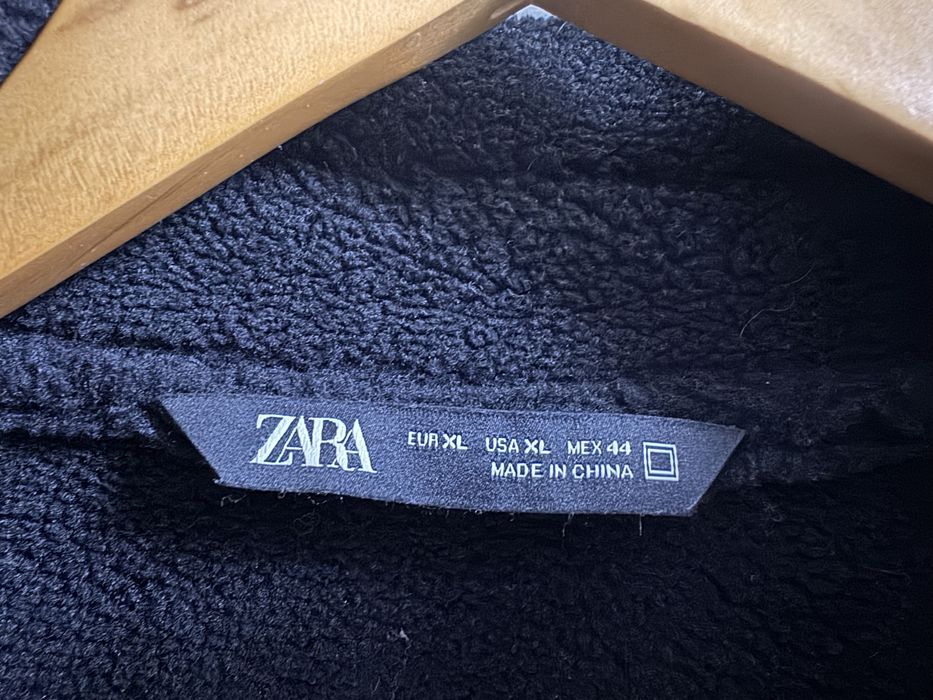 ZARA
EUR XL USA XL MEX 44
MADE IN CHINA